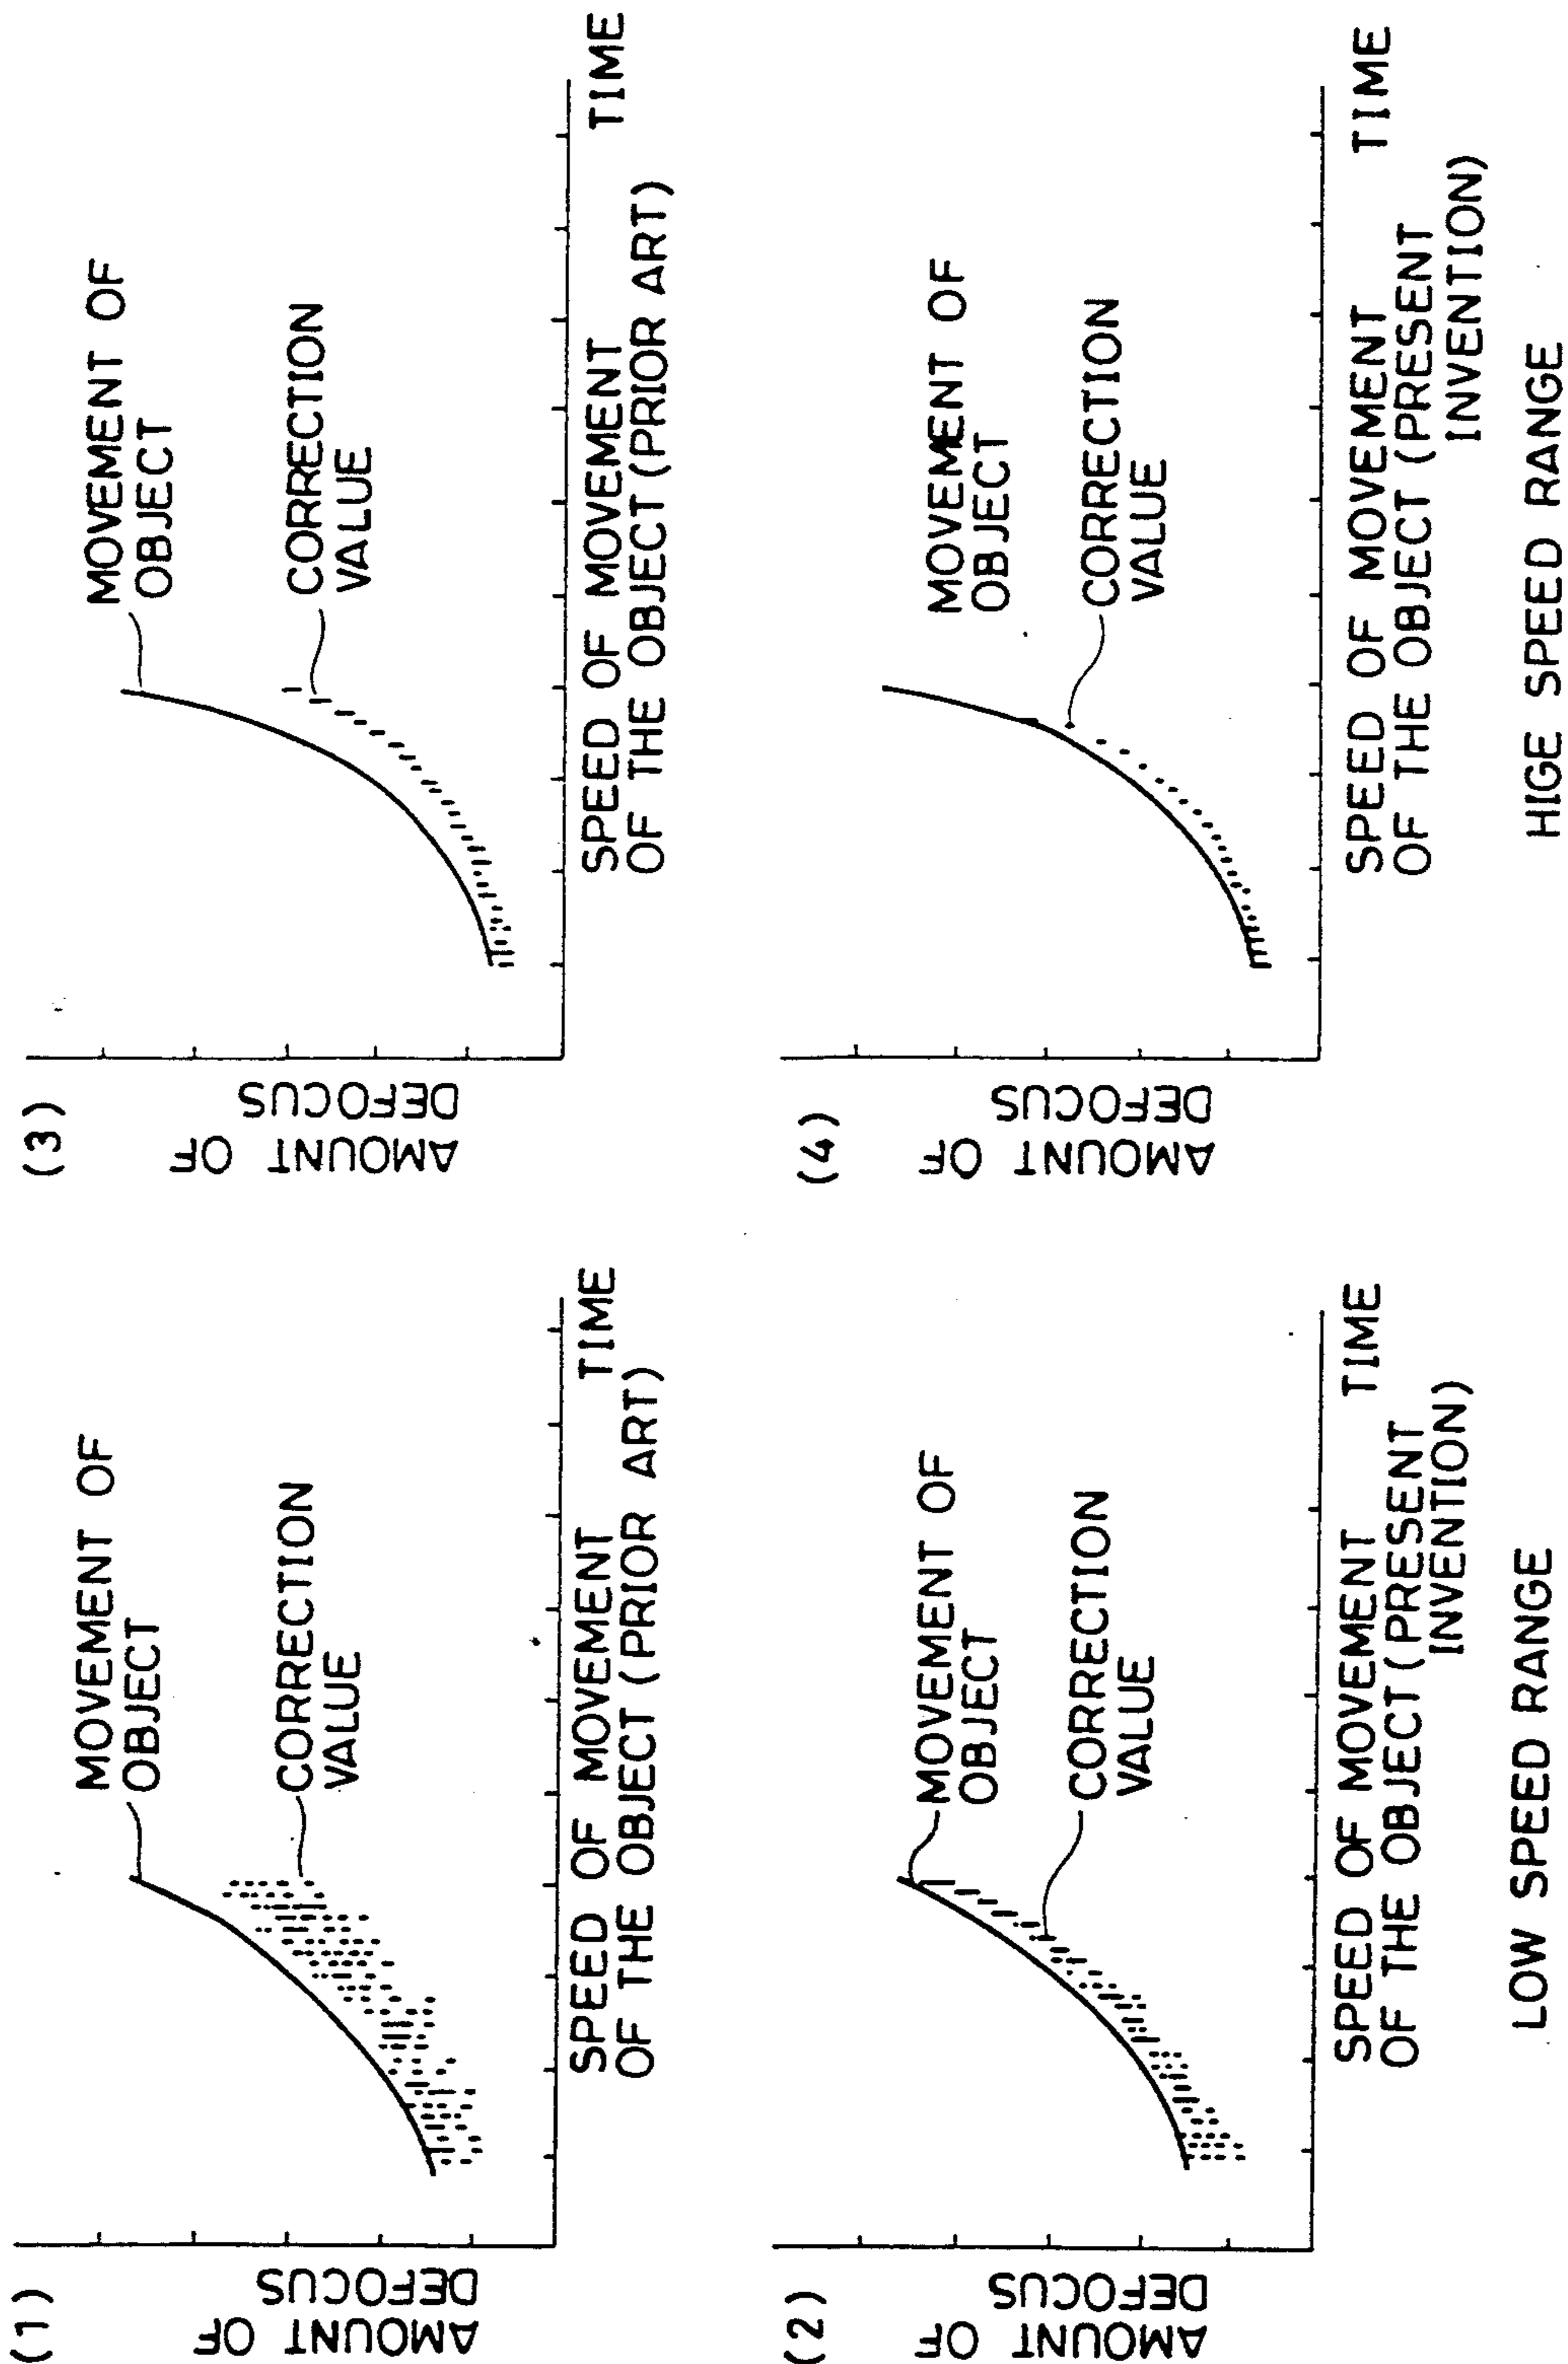 (1)
AMOUNT OF
DEFOCUS
MOVEMENT OF
OBJECT
CORRECTION
VALUE
TIME
SPEED OF MOVEMENT
OF THE OBJECT (PRIOR ART)
(2)
AMOUNT OF
DEFOCUS
MOVEMENT OF
OBJECT
CORRECTION
VALUE
TIME
SPEED OF MOVEMENT
OF THE OBJECT (PRESENT
INVENTION)
LOW SPEED RANGE
(3)
AMOUNT OF
DEFOCUS
MOVEMENT OF
OBJECT
CORRECTION
VALUE
TIME
SPEED OF MOVEMENT
OF THE OBJECT (PRIOR ART)
(4)
AMOUNT OF
DEFOCUS
MOVEMENT OF
OBJECT
CORRECTION
VALUE
TIME
SPEED OF MOVEMENT
OF THE OBJECT (PRESENT
INVENTION)
HIGE SPEED RANGE